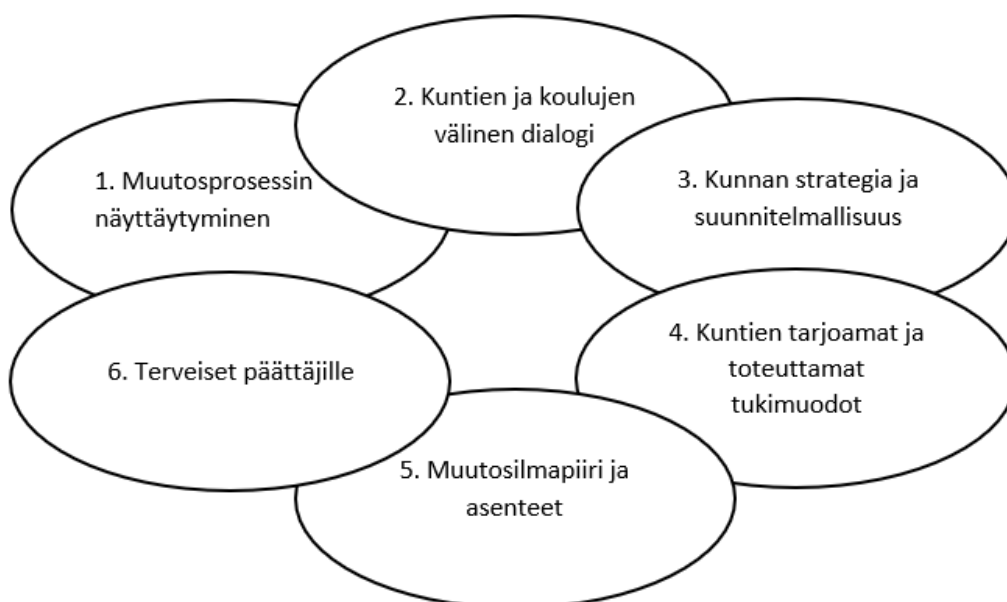 1. Muutosprosessin
näyttäytyminen
2. Kuntien ja koulujen
välinen dialogi
3. Kunnan strategia ja
suunnitelmallisuus
4. Kuntien tarjoamat ja
toteuttamat
tukimuodot
5. Muutosilmapiiri ja
asenteet
6. Terveiset päättäjille